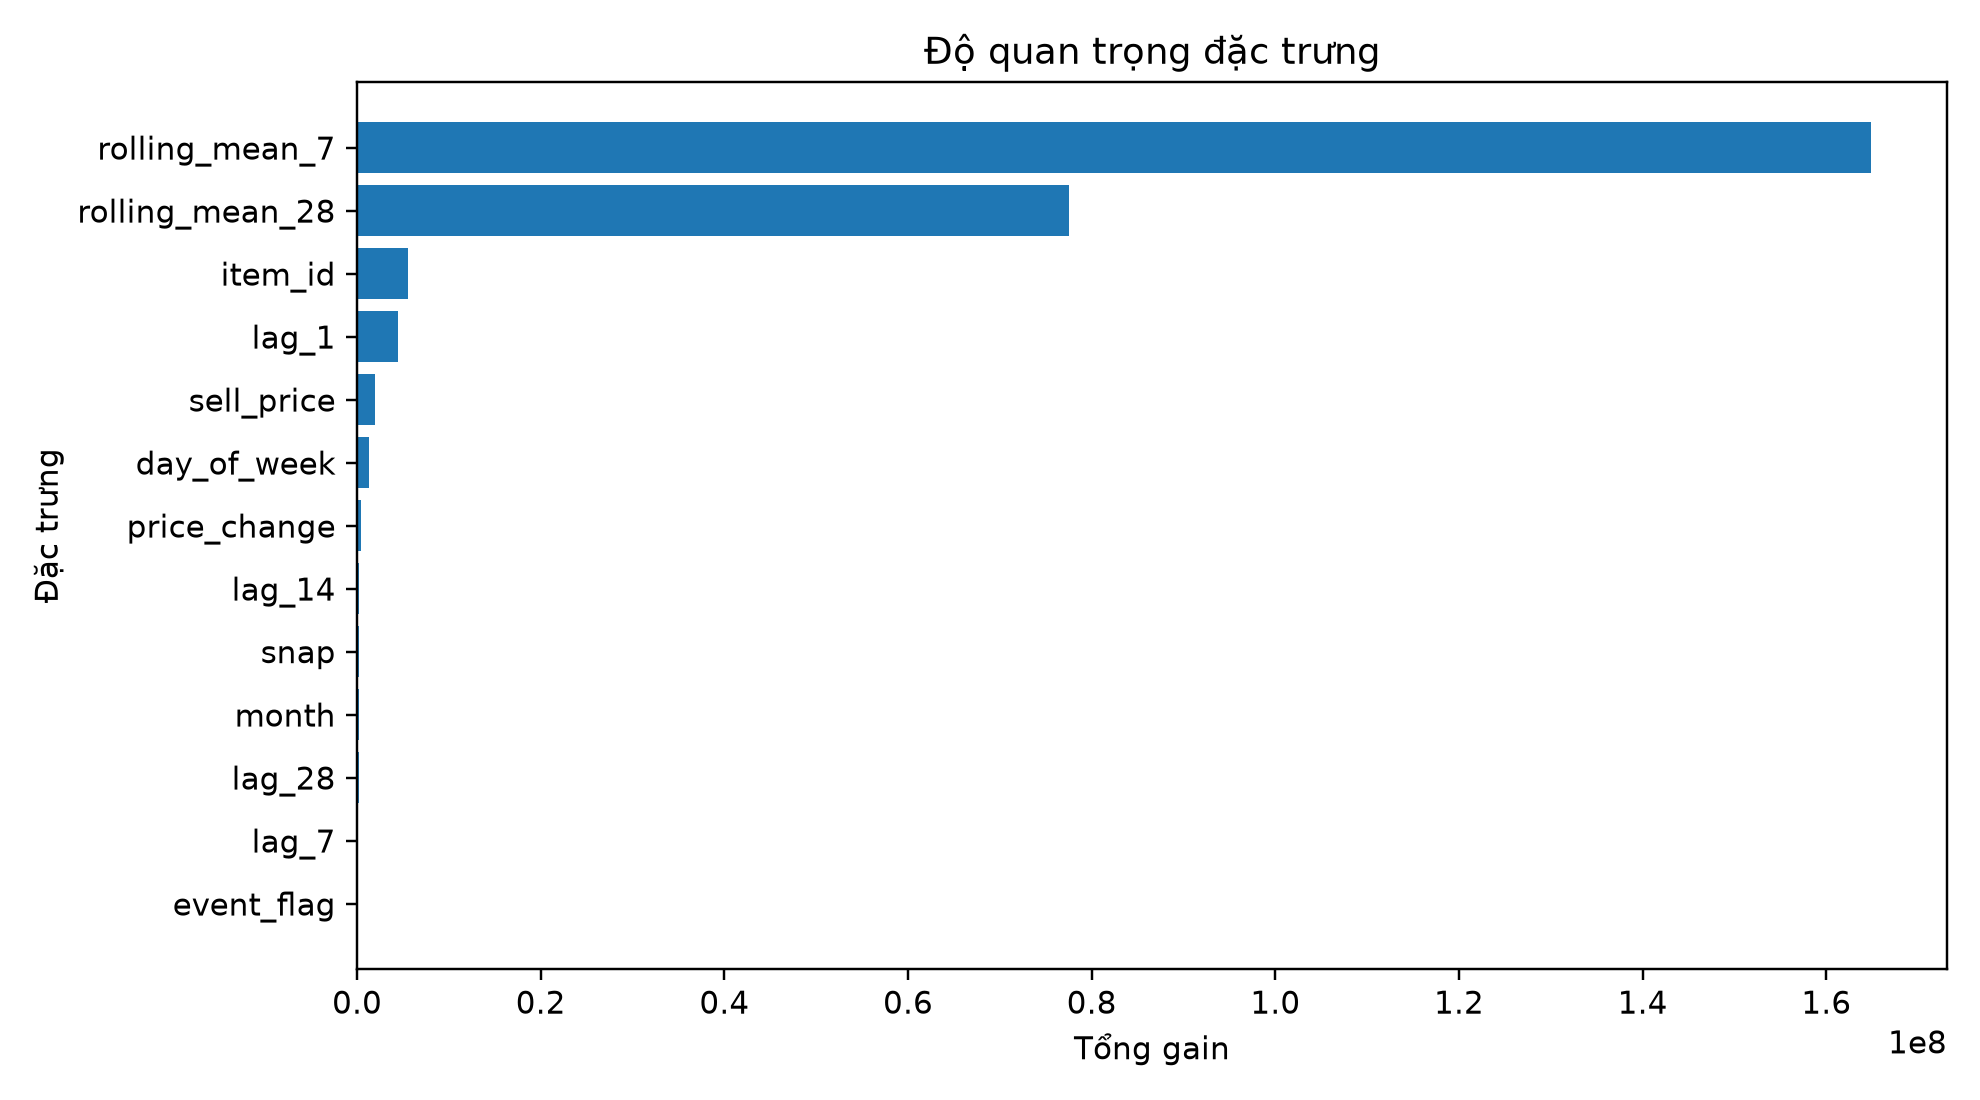 Độ quan trọng đặc trưng
rolling_mean_7
rolling_mean_28
item_id
lag_1
sell_price
day_of_week
price_change
lag_14
snap
month
lag_28
lag_7
event_flag
Đặc trưng
0.0 0.2 0.4 0.6 0.8 1.0 1.2 1.4 1.6
1e8
Tổng gain